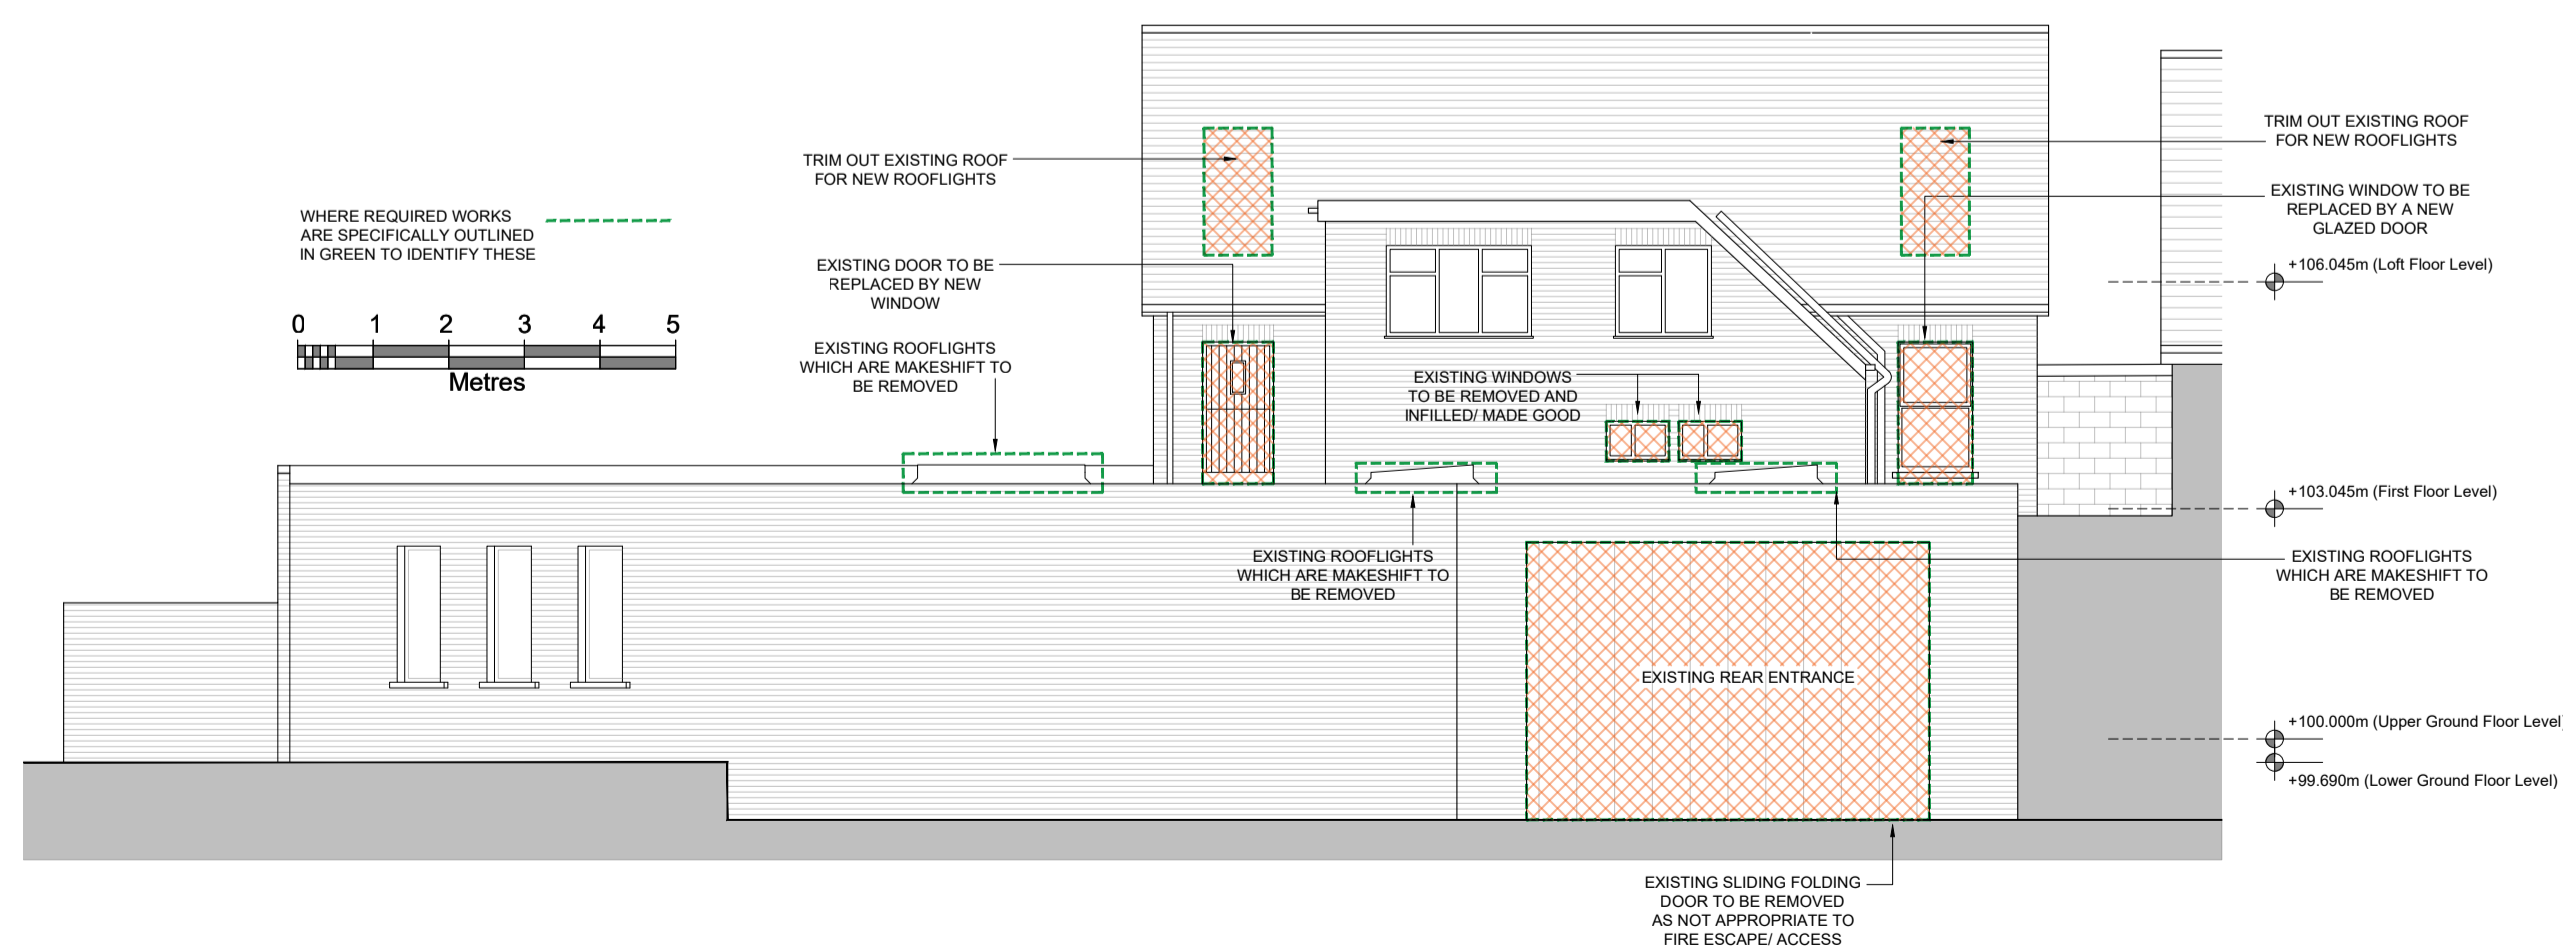 TRIM OUT EXISTING ROOF
FOR NEW ROOFLIGHTS
TRIM OUT EXISTING ROOF
FOR NEW ROOFLIGHTS
EXISTING WINDOW TO BE
REPLACED BY A NEW
GLAZED DOOR
WHERE REQUIRED WORKS
ARE SPECIFICALLY OUTLINED
IN GREEN TO IDENTIFY THESE
EXISTING DOOR TO BE
REPLACED BY NEW
WINDOW
+106.045m (Loft Floor Level)
0 1 2 3 4 5
Metres
EXISTING ROOFLIGHTS
WHICH ARE MAKESHIFT TO
BE REMOVED
EXISTING WINDOWS
TO BE REMOVED AND
INFILLED/ MADE GOOD
+103.045m (First Floor Level)
EXISTING ROOFLIGHTS
WHICH ARE MAKESHIFT TO
BE REMOVED
EXISTING ROOFLIGHTS
WHICH ARE MAKESHIFT TO
BE REMOVED
EXISTING REAR ENTRANCE
+100.000m (Upper Ground Floor Level)
+99.690m (Lower Ground Floor Level)
EXISTING SLIDING FOLDING
DOOR TO BE REMOVED
AS NOT APPROPRIATE TO
FIRE ESCAPE/ ACCESS